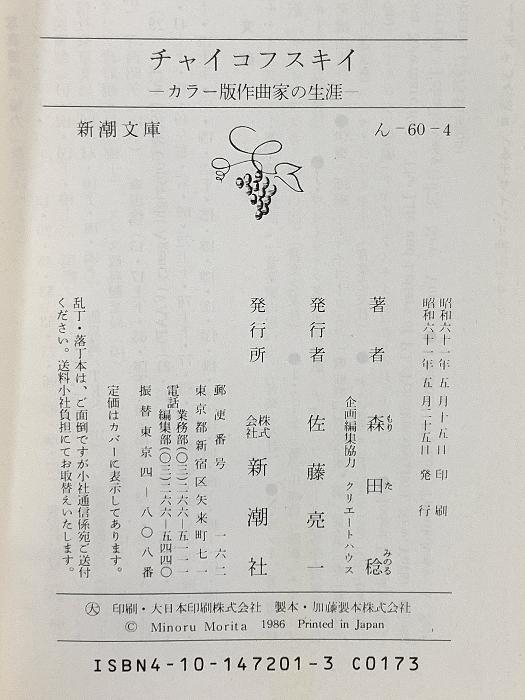 チャイコフスキイ
―カラー版作曲家の生涯―
新潮文庫
ん-60-4
昭和六十一年五月十五日印刷
昭和六十一年五月二十五日発行
著者 森田稔
もりた みのる
企画編集協力 クリエートハウス
発行者 佐藤亮一
発行所 株式会社 新潮社
郵便番号 一六二
東京都新宿区矢来町七一
業務部(〇三)二六六―五一一一
電話
編集部(〇三)二六六―五四四〇
振替東京四―八〇八番
定価はカバーに表示してあります。
乱丁・落丁本は、ご面倒ですが小社通信係宛ご送付
ください。送料小社負担にてお取替えいたします。
大 印刷・大日本印刷株式会社 製本・加藤製本株式会社
© Minoru Morita 1986 Printed in Japan
ISBN4-10-147201-3 C0173